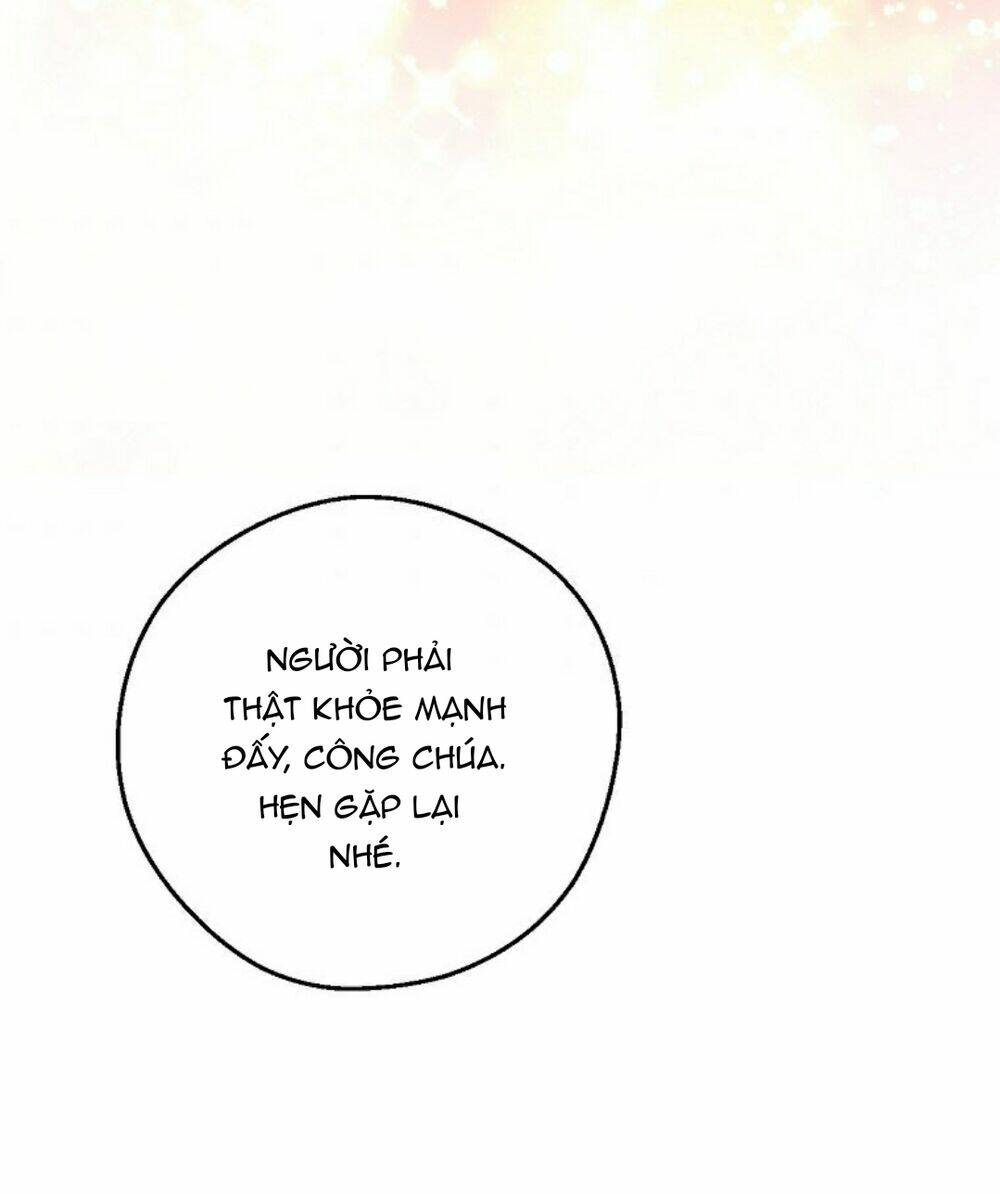 NGƯỜI PHẢI
THẬT KHỎE MẠNH
ĐẤY, CÔNG CHÚA.
HẸN GẶP LẠI
NHÉ.